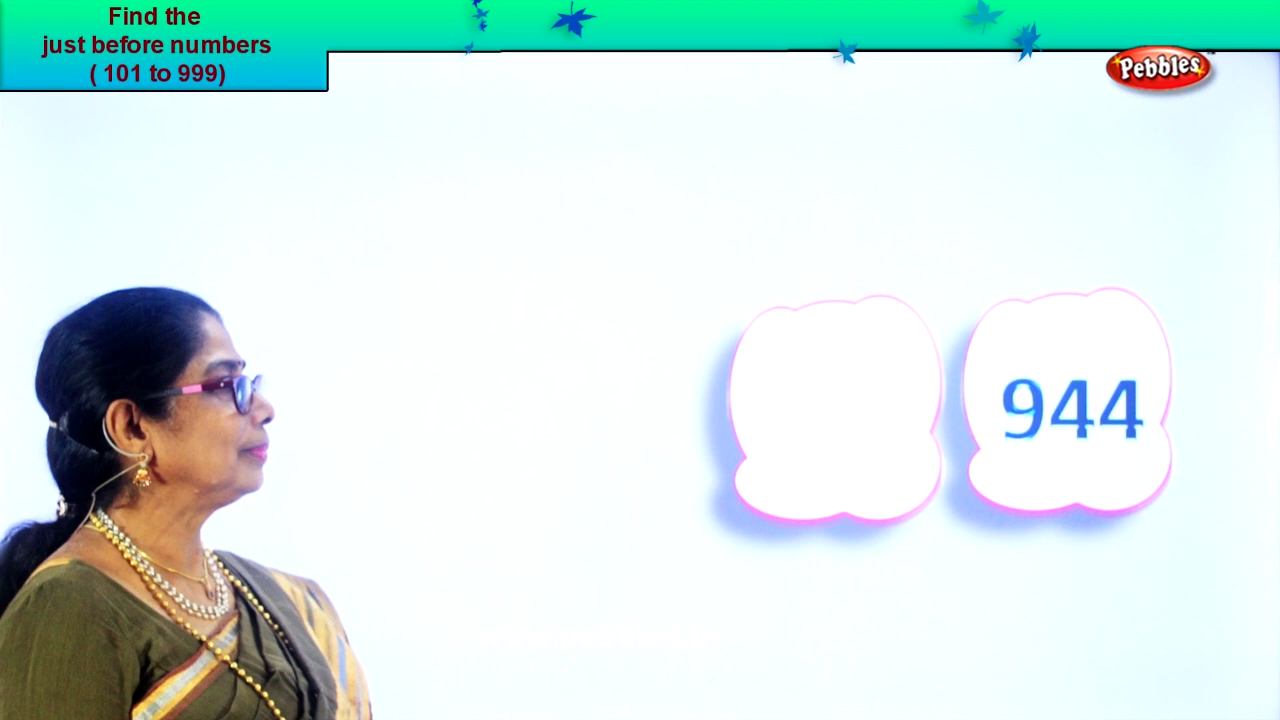 Find the
just before numbers
( 101 to 999)
Pebbles
944